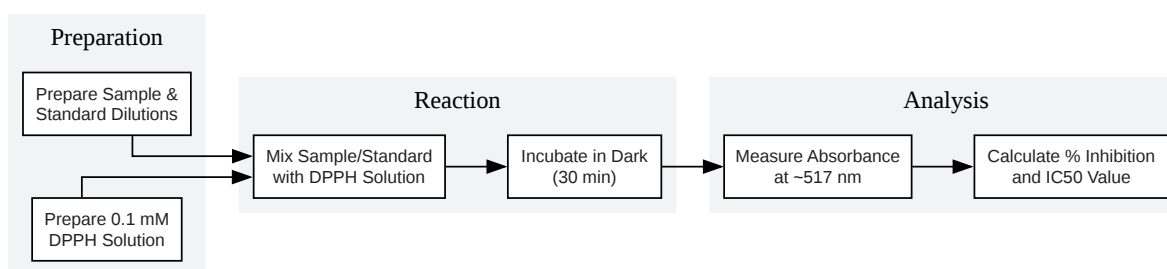 Preparation
Prepare Sample &
Standard Dilutions
Prepare 0.1 mM
DPPH Solution
Reaction
Mix Sample/Standard
with DPPH Solution
Incubate in Dark
(30 min)
Analysis
Measure Absorbance
at ~517 nm
Calculate % Inhibition
and IC50 Value